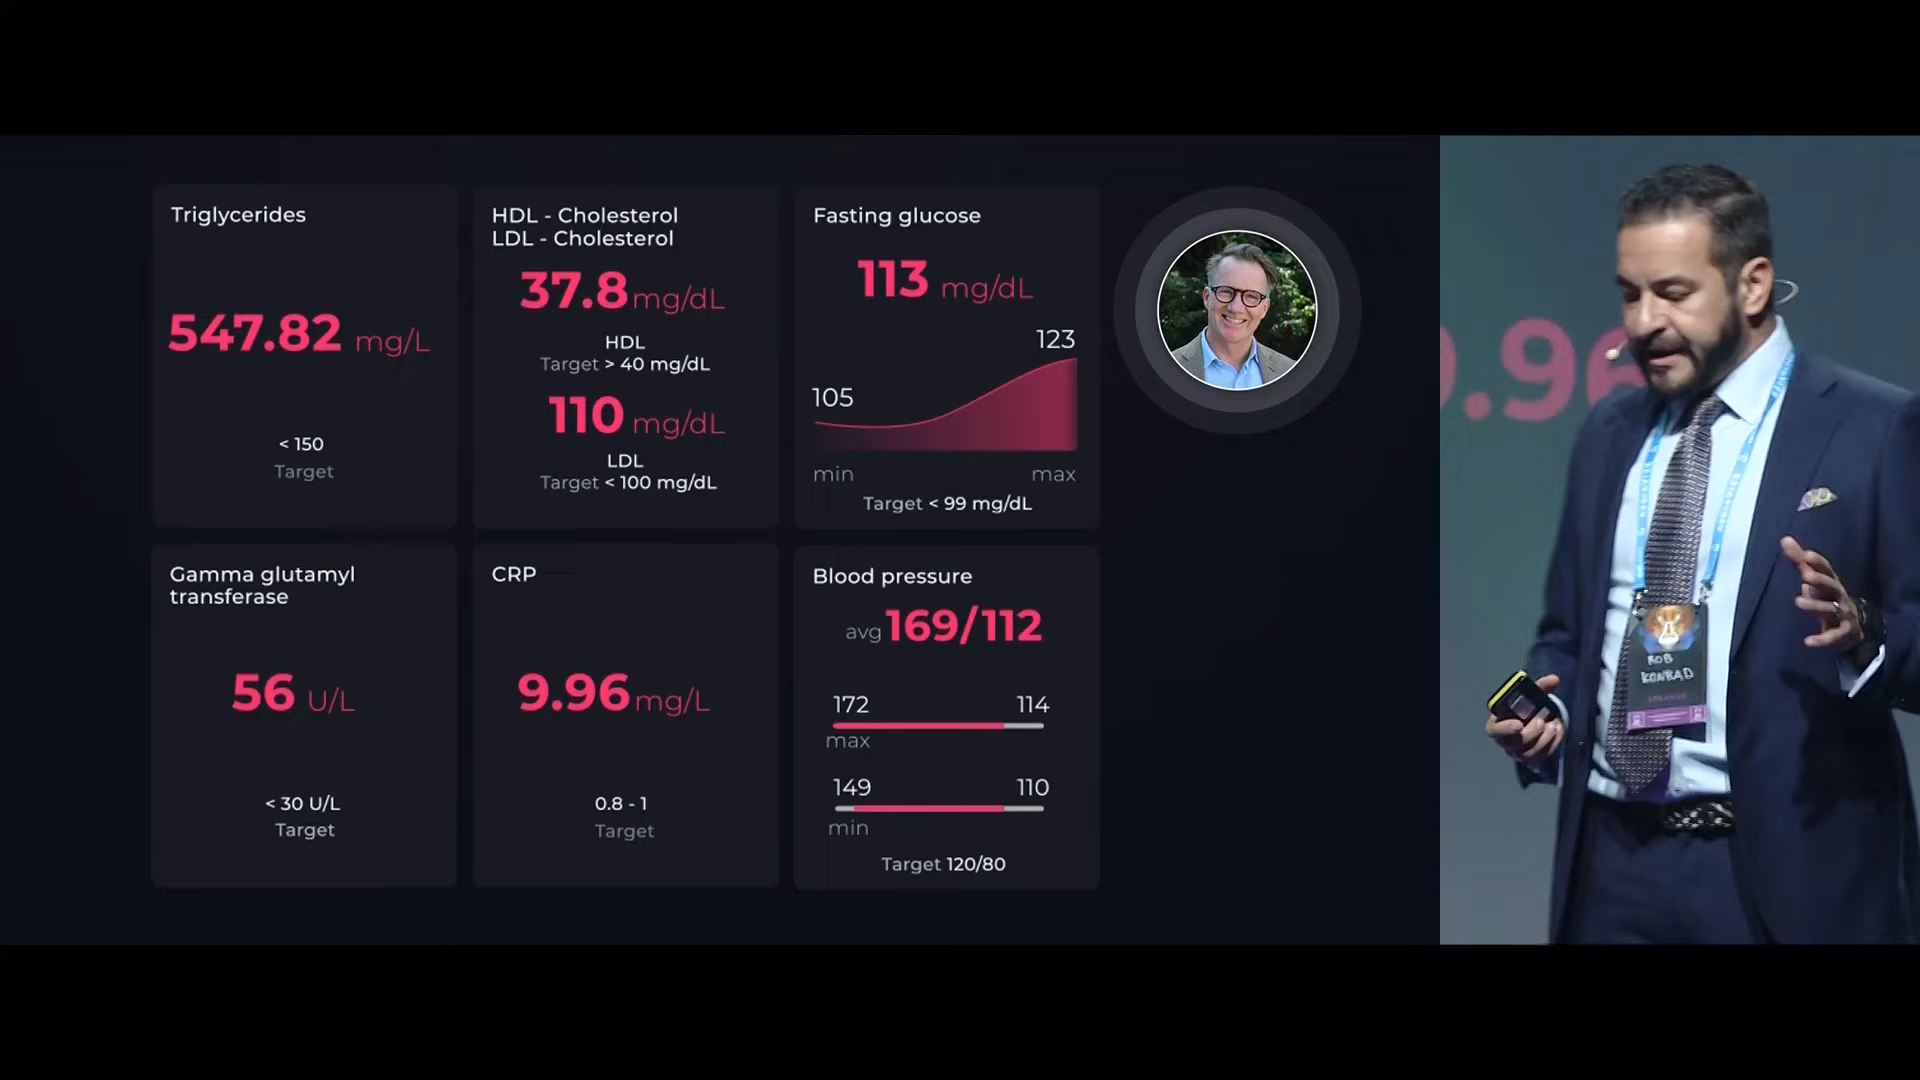 Triglycerides
547.82 mg/L
< 150
Target
HDL - Cholesterol
LDL - Cholesterol
37.8 mg/dL
HDL
Target > 40 mg/dL
110 mg/dL
LDL
Target < 100 mg/dL
Fasting glucose
113 mg/dL
123
105
min max
Target < 99 mg/dL
Gamma glutamyl
transferase
56 U/L
< 30 U/L
Target
CRP
9.96 mg/L
0.8 - 1
Target
Blood pressure
avg 169/112
172 114
max
149 110
min
Target 120/80
.96
ROB
KONRAD
SPEAKER